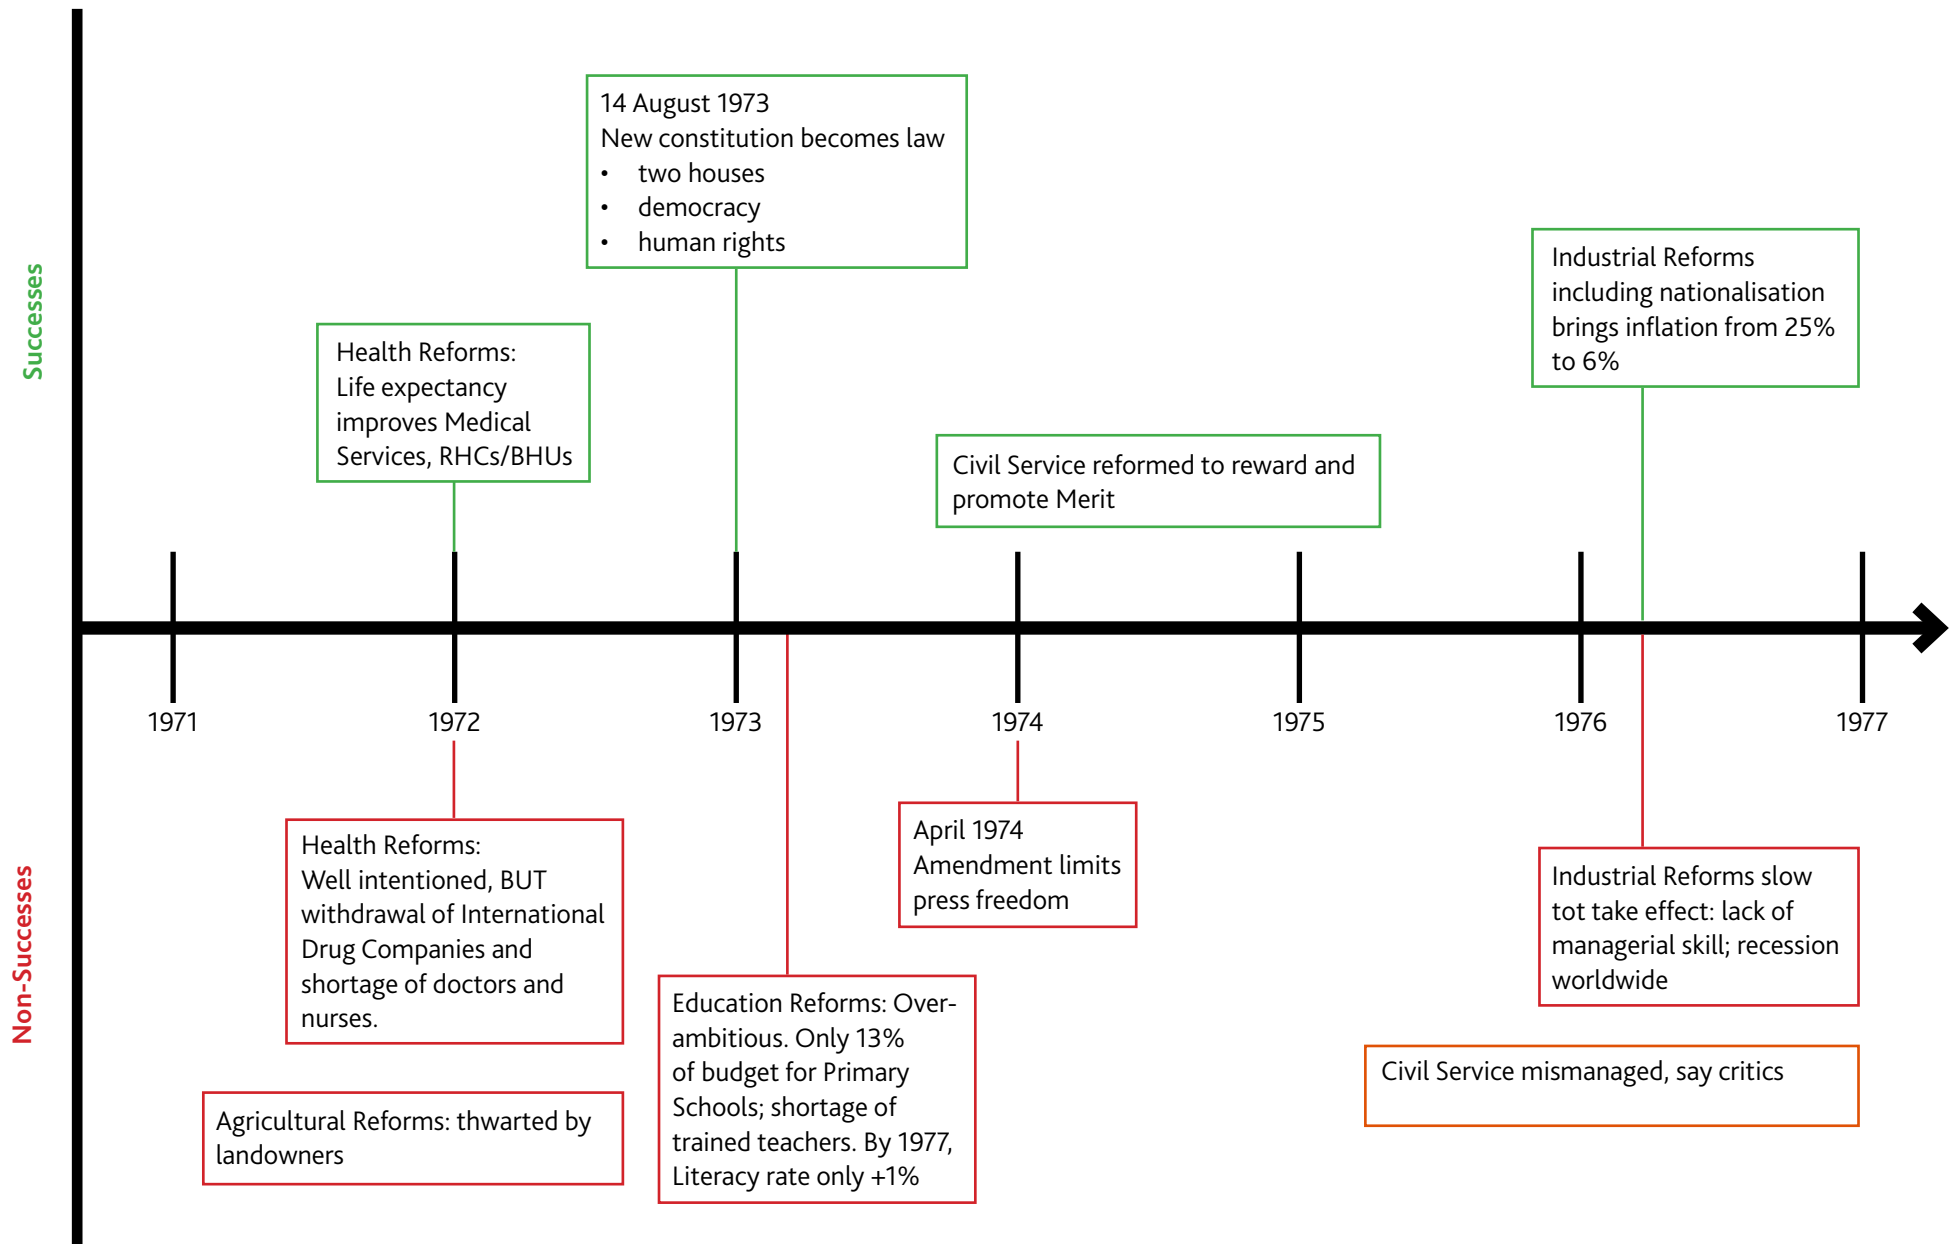 Successes
14 August 1973
New constitution becomes law
• two houses
• democracy
• human rights
Health Reforms:
Life expectancy
improves Medical
Services, RHCs/BHUs
Civil Service reformed to reward and
promote Merit
Industrial Reforms
including nationalisation
brings inflation from 25%
to 6%
1971
1972
1973
1974
1975
1976
1977
Non-Successes
Health Reforms:
Well intentioned, BUT
withdrawal of International
Drug Companies and
shortage of doctors and
nurses.
Agricultural Reforms: thwarted by
landowners
Education Reforms: Over-
ambitious. Only 13%
of budget for Primary
Schools; shortage of
trained teachers. By 1977,
Literacy rate only +1%
April 1974
Amendment limits
press freedom
Industrial Reforms slow
tot take effect: lack of
managerial skill; recession
worldwide
Civil Service mismanaged, say critics